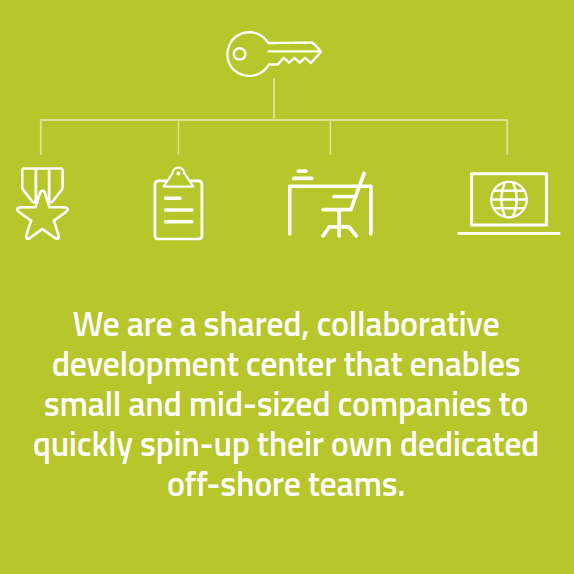 We are a shared, collaborative
development center that enables
small and mid-sized companies to
quickly spin-up their own dedicated
off-shore teams.